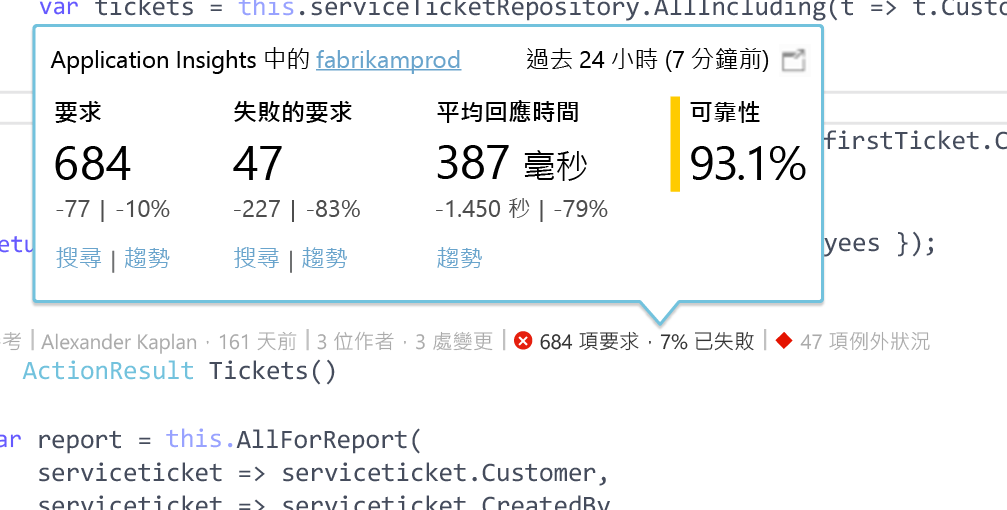 var tickets = this.serviceTicketRepository.AllIncluding(t => t.Custo
Application Insights 中的 fabrikamprod 過去 24 小時 (7 分鐘前)
要求 失敗的要求 平均回應時間 可靠性
firstTicket.C
684 47 387 毫秒 93.1%
-77 | -10% -227 | -83% -1.450 秒 | -79%
etu yees });
搜尋 | 趨勢 搜尋 | 趨勢 趨勢
考 | Alexander Kaplan · 161 天前 | 3 位作者 · 3 處變更 | 684 項要求 · 7% 已失敗 | 47 項例外狀況
ActionResult Tickets()
ar report = this.AllForReport(
serviceticket => serviceticket.Customer,
serviceticket => serviceticket.CreatedBy